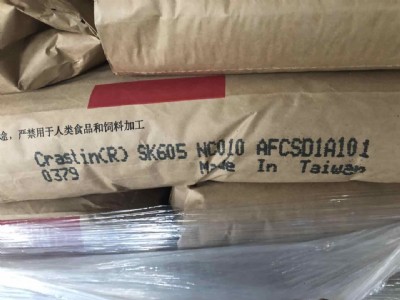 途，严禁用于人类食品和饲料加工
Crastin(R) SK605 NC010 AFCSD1A101
0379 Made In Taiwan